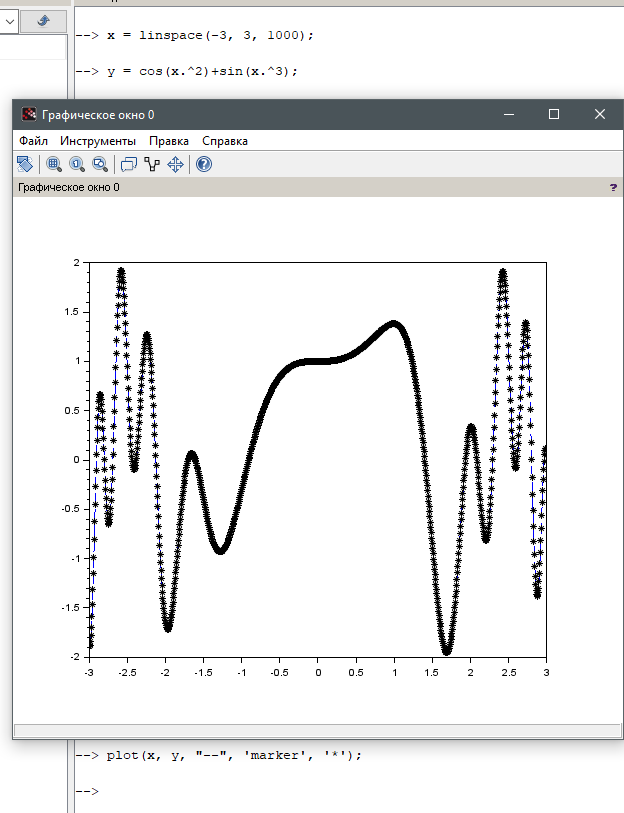 --> x = linspace(-3, 3, 1000);
--> y = cos(x.^2)+sin(x.^3);
Графическое окно 0
Файл Инструменты Правка Справка
Графическое окно 0 ?
2
1.5
1
0.5
0
-0.5
-1
-1.5
-2
-3 -2.5 -2 -1.5 -1 -0.5 0 0.5 1 1.5 2 2.5 3
--> plot(x, y, "--", 'marker', '*');
-->